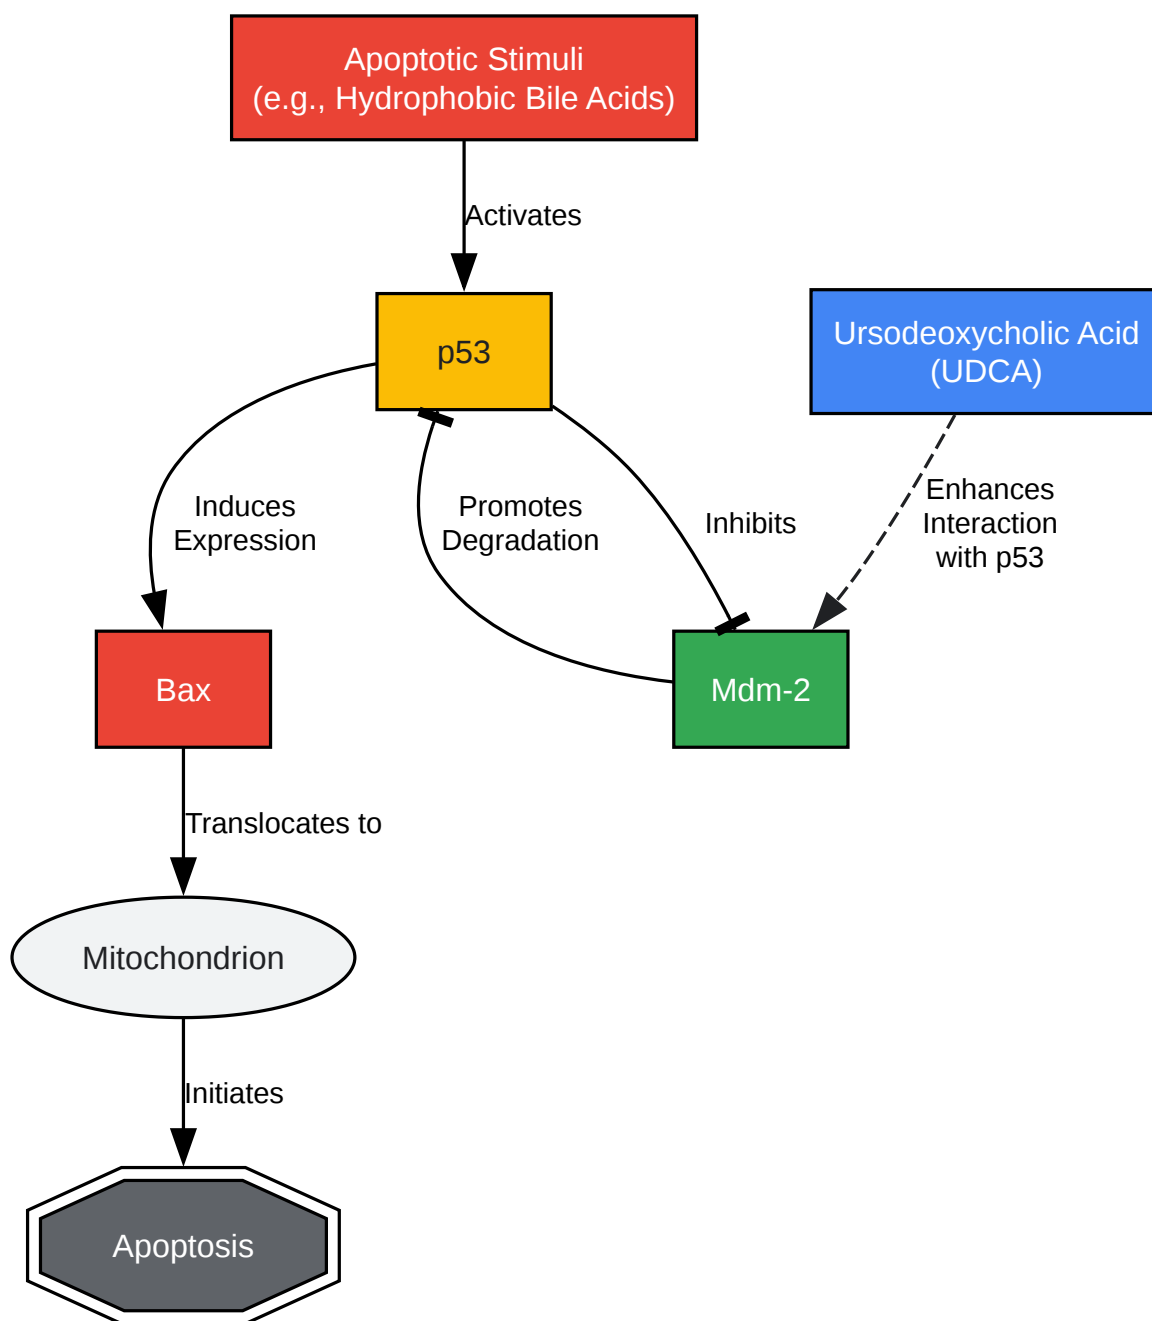 Apoptotic Stimuli
(e.g., Hydrophobic Bile Acids)
Activates
p53
Ursodeoxycholic Acid
(UDCA)
Induces
Expression
Promotes
Degradation
Inhibits
Enhances
Interaction
with p53
Bax
Mdm-2
Translocates to
Mitochondrion
Initiates
Apoptosis